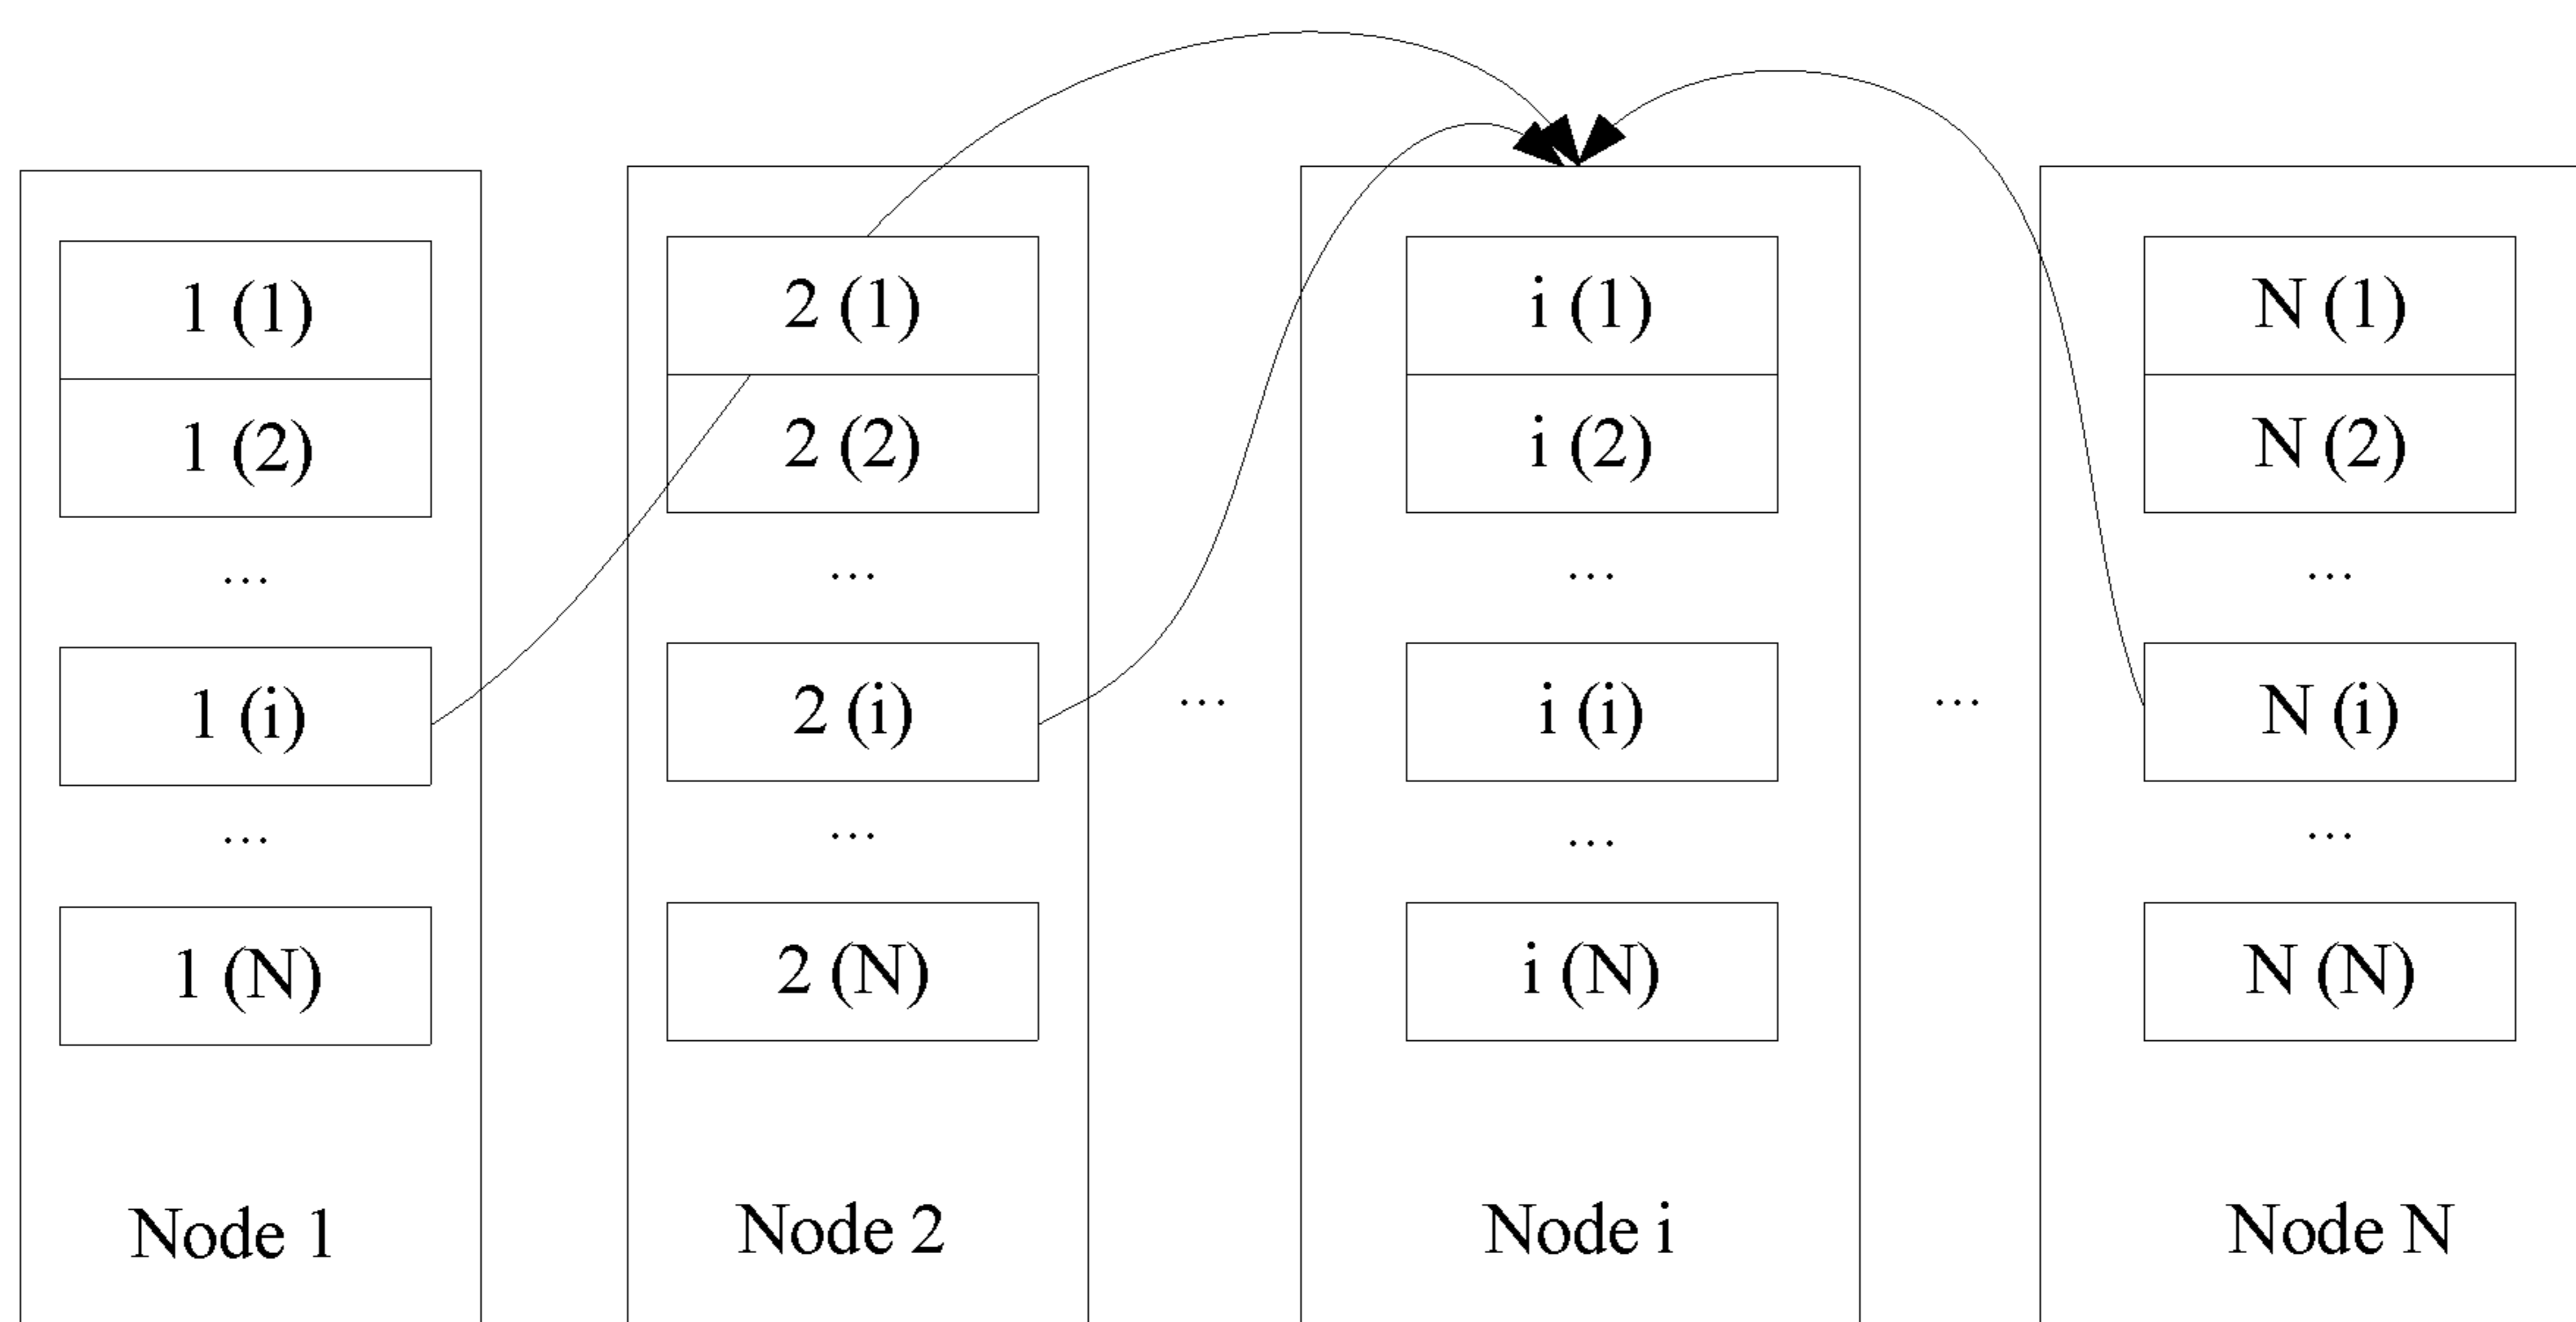 1 (1)
2 (1)
i (1)
N (1)
1 (2)
2 (2)
i (2)
N (2)
...
...
...
...
1 (i)
2 (i)
...
i (i)
...
N (i)
...
...
...
...
1 (N)
2 (N)
i (N)
N (N)
Node 1
Node 2
Node i
Node N